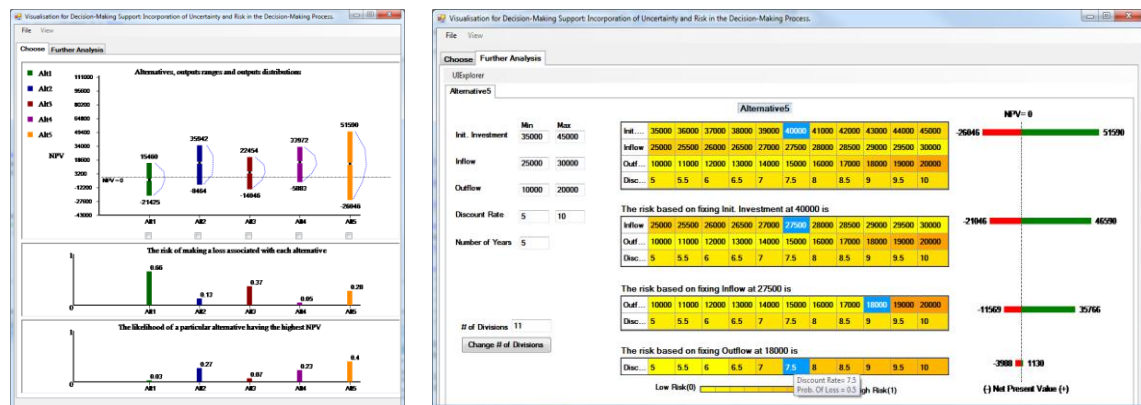 Visualisation for Decision-Making Support: Incorporation of Uncertainty and Risk in the Decision-Making Process.
File View
Choose Further Analysis
Alternatives, outputs ranges and outputs distributions
Alt1
Alt2
Alt3
Alt4
Alt5
NPV
111000
95600
80200
64800
49400
34000
18600
3200
-12200
-27600
-43000
NPV=0
15460
35942
22454
33972
51590
-21425
-8464
-14046
-5882
-26046
Alt1 Alt2 Alt3 Alt4 Alt5
The risk of making a loss associated with each alternative
1
0
0.66 0.13 0.37 0.05 0.28
The likelihood of a particular alternative having the highest NPV
1
0
0.03 0.27 0.07 0.23 0.4
Visualisation for Decision-Making Support: Incorporation of Uncertainty and Risk in the Decision-Making Process.
File View
Choose Further Analysis
UIExplorer
Alternative5
Min Max
Init. Investment 35000 45000
Inflow 25000 30000
Outflow 10000 20000
Discount Rate 5 10
Number of Years 5
# of Divisions 11
Change # of Divisions
Alternative5
Init.... 35000 36000 37000 38000 39000 40000 41000 42000 43000 44000 45000
Inflow 25000 25500 26000 26500 27000 27500 28000 28500 29000 29500 30000
Outf... 10000 11000 12000 13000 14000 15000 16000 17000 18000 19000 20000
Disc... 5 5.5 6 6.5 7 7.5 8 8.5 9 9.5 10
The risk based on fixing Init. Investment at 40000 is
Inflow 25000 25500 26000 26500 27000 27500 28000 28500 29000 29500 30000
Outf... 10000 11000 12000 13000 14000 15000 16000 17000 18000 19000 20000
Disc... 5 5.5 6 6.5 7 7.5 8 8.5 9 9.5 10
The risk based on fixing Inflow at 27500 is
Outf... 10000 11000 12000 13000 14000 15000 16000 17000 18000 19000 20000
Disc... 5 5.5 6 6.5 7 7.5 8 8.5 9 9.5 10
The risk based on fixing Outflow at 18000 is
Disc... 5 5.5 6 6.5 7 7.5 8 8.5 9 9.5 10
Discount Rate= 7.5
Prob. Of Loss = 0.5
Low Risk(0) igh Risk(1)
NPV= 0
-26046 51590
-21046 46590
-11569 35766
-3988 1130
(-) Net Present Value (+)